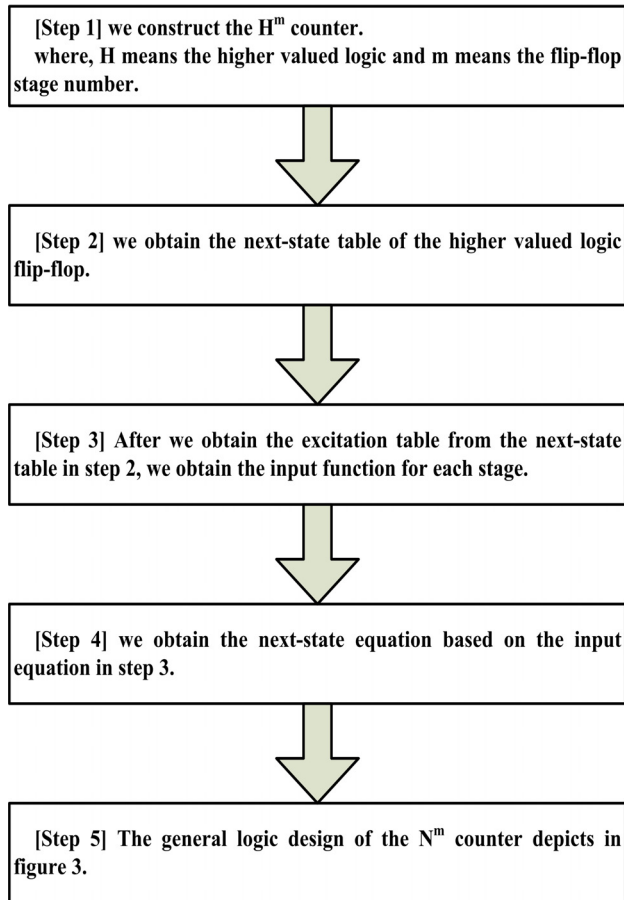 [Step 1] we construct the H^m counter.
where, H means the higher valued logic and m means the flip-flop
stage number.
[Step 2] we obtain the next-state table of the higher valued logic
flip-flop.
[Step 3] After we obtain the excitation table from the next-state
table in step 2, we obtain the input function for each stage.
[Step 4] we obtain the next-state equation based on the input
equation in step 3.
[Step 5] The general logic design of the N^m counter depicts in
figure 3.